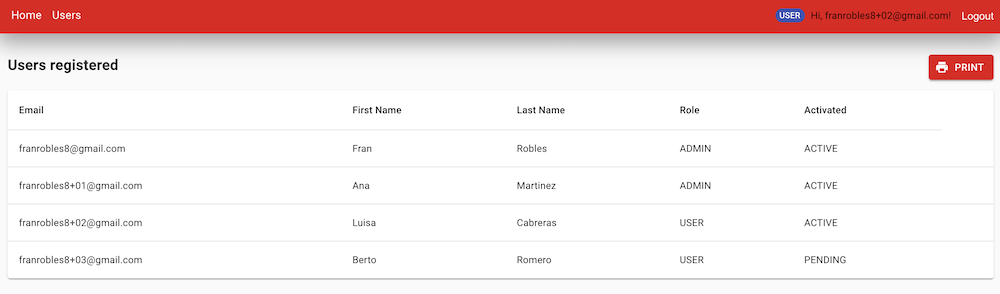 Home Users USER Hi, franrobles8+02@gmail.com! Logout
Users registered PRINT
Email First Name Last Name Role Activated
franrobles8@gmail.com Fran Robles ADMIN ACTIVE
franrobles8+01@gmail.com Ana Martinez ADMIN ACTIVE
franrobles8+02@gmail.com Luisa Cabreras USER ACTIVE
franrobles8+03@gmail.com Berto Romero USER PENDING